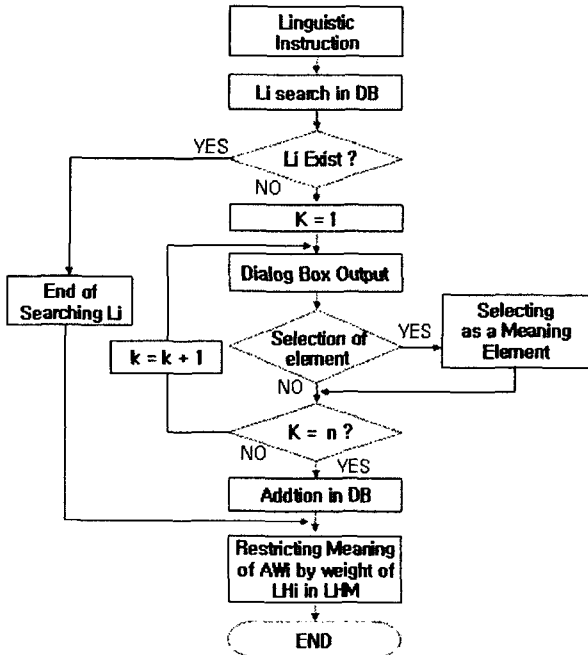 Linguistic
Instruction
Li search in DB
YES
Li Exist ?
NO
K = 1
Dialog Box Output
End of
Searching Li
Selecting
as a Meaning
Element
YES
Selection of
element
k = k + 1
NO
K = n ?
NO
YES
Addtion in DB
Restricting Meaning
of AWi by weight of
LHi in LHM
END